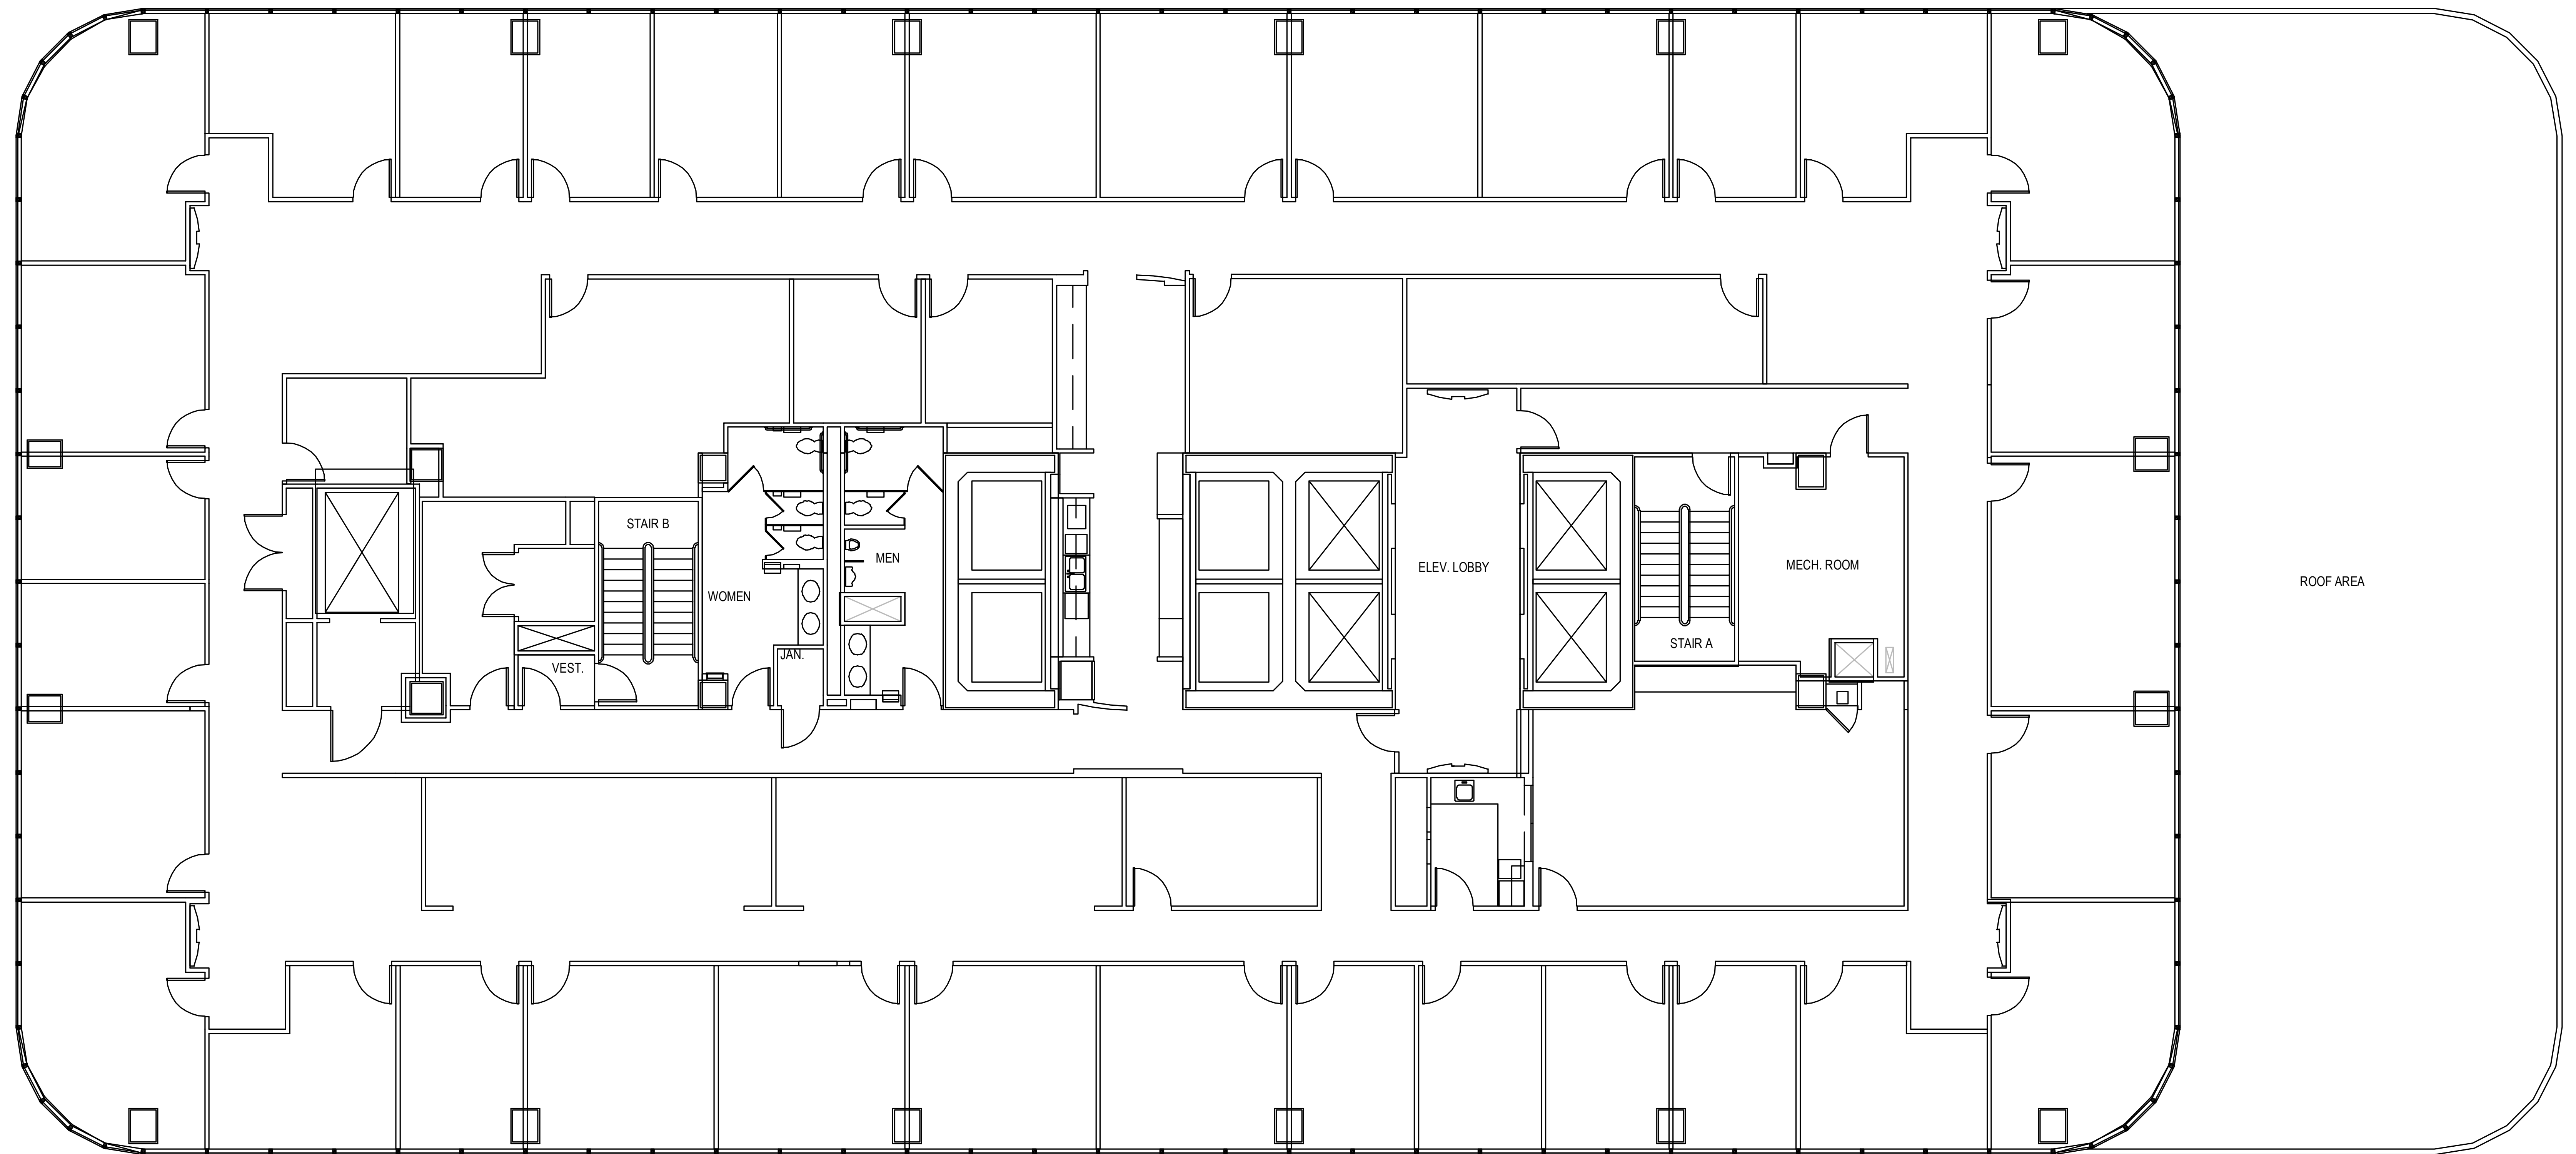 STAIR B
MEN
ELEV. LOBBY
MECH. ROOM
ROOF AREA
WOMEN
STAIR A
JAN.
VEST.